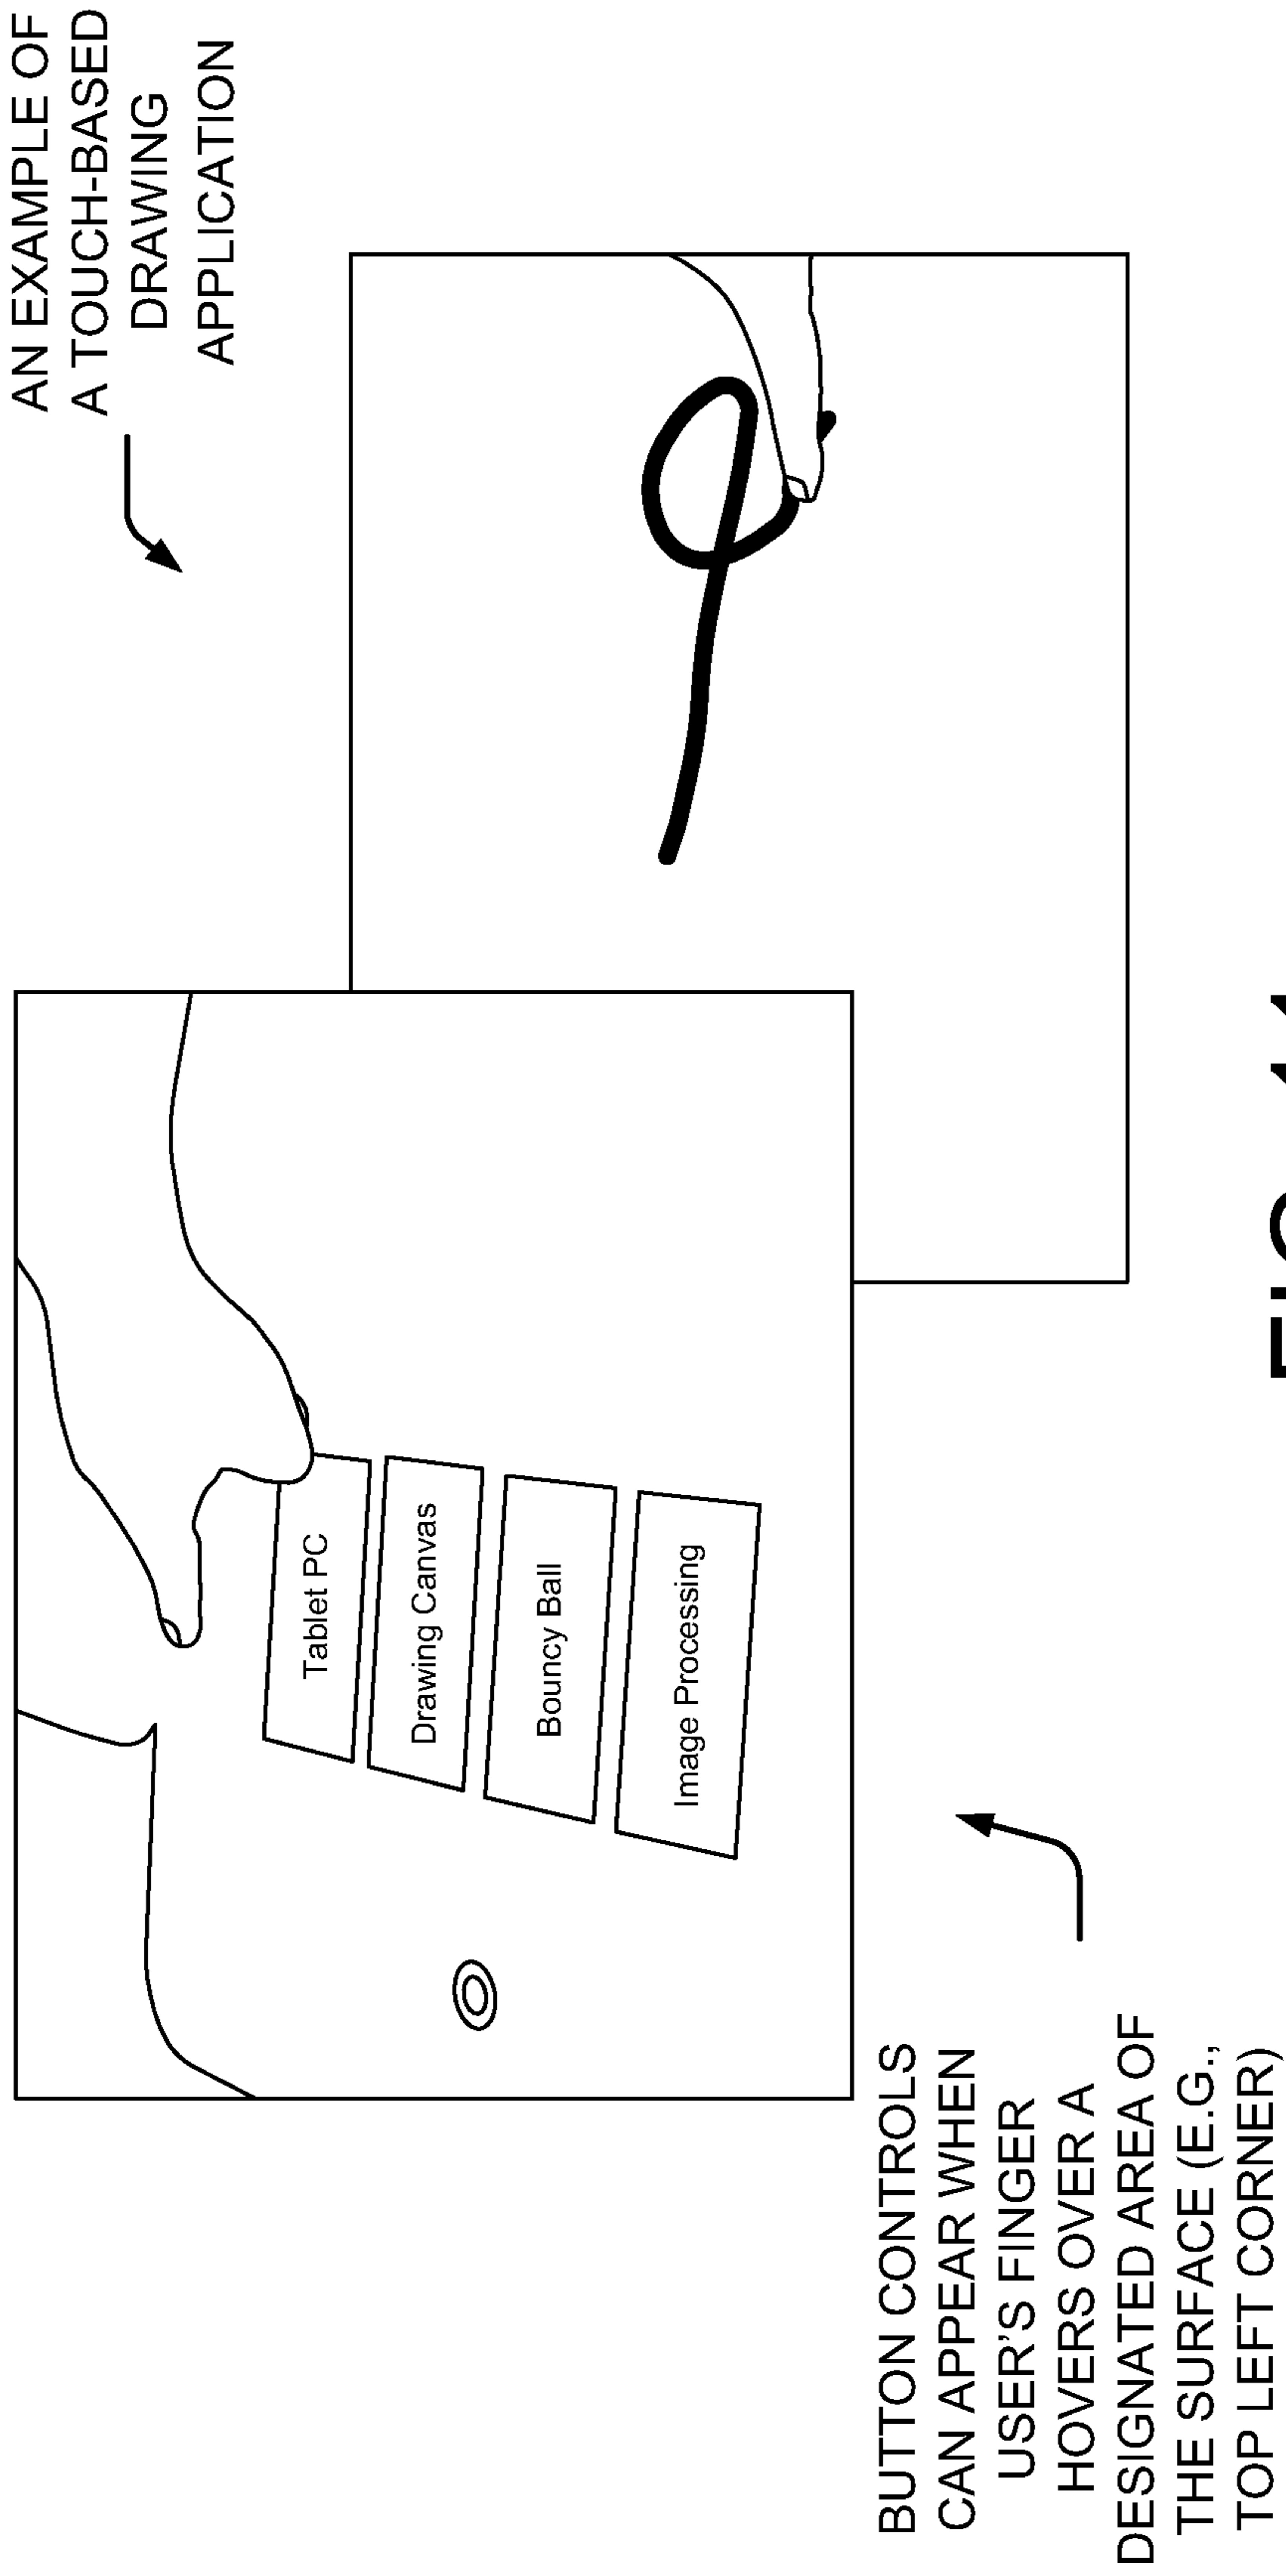 AN EXAMPLE OF
A TOUCH-BASED
DRAWING
APPLICATION
Tablet PC
Drawing Canvas
Bouncy Ball
Image Processing
BUTTON CONTROLS
CAN APPEAR WHEN
USER'S FINGER
HOVERS OVER A
DESIGNATED AREA OF
THE SURFACE (E.G.,
TOP LEFT CORNER)